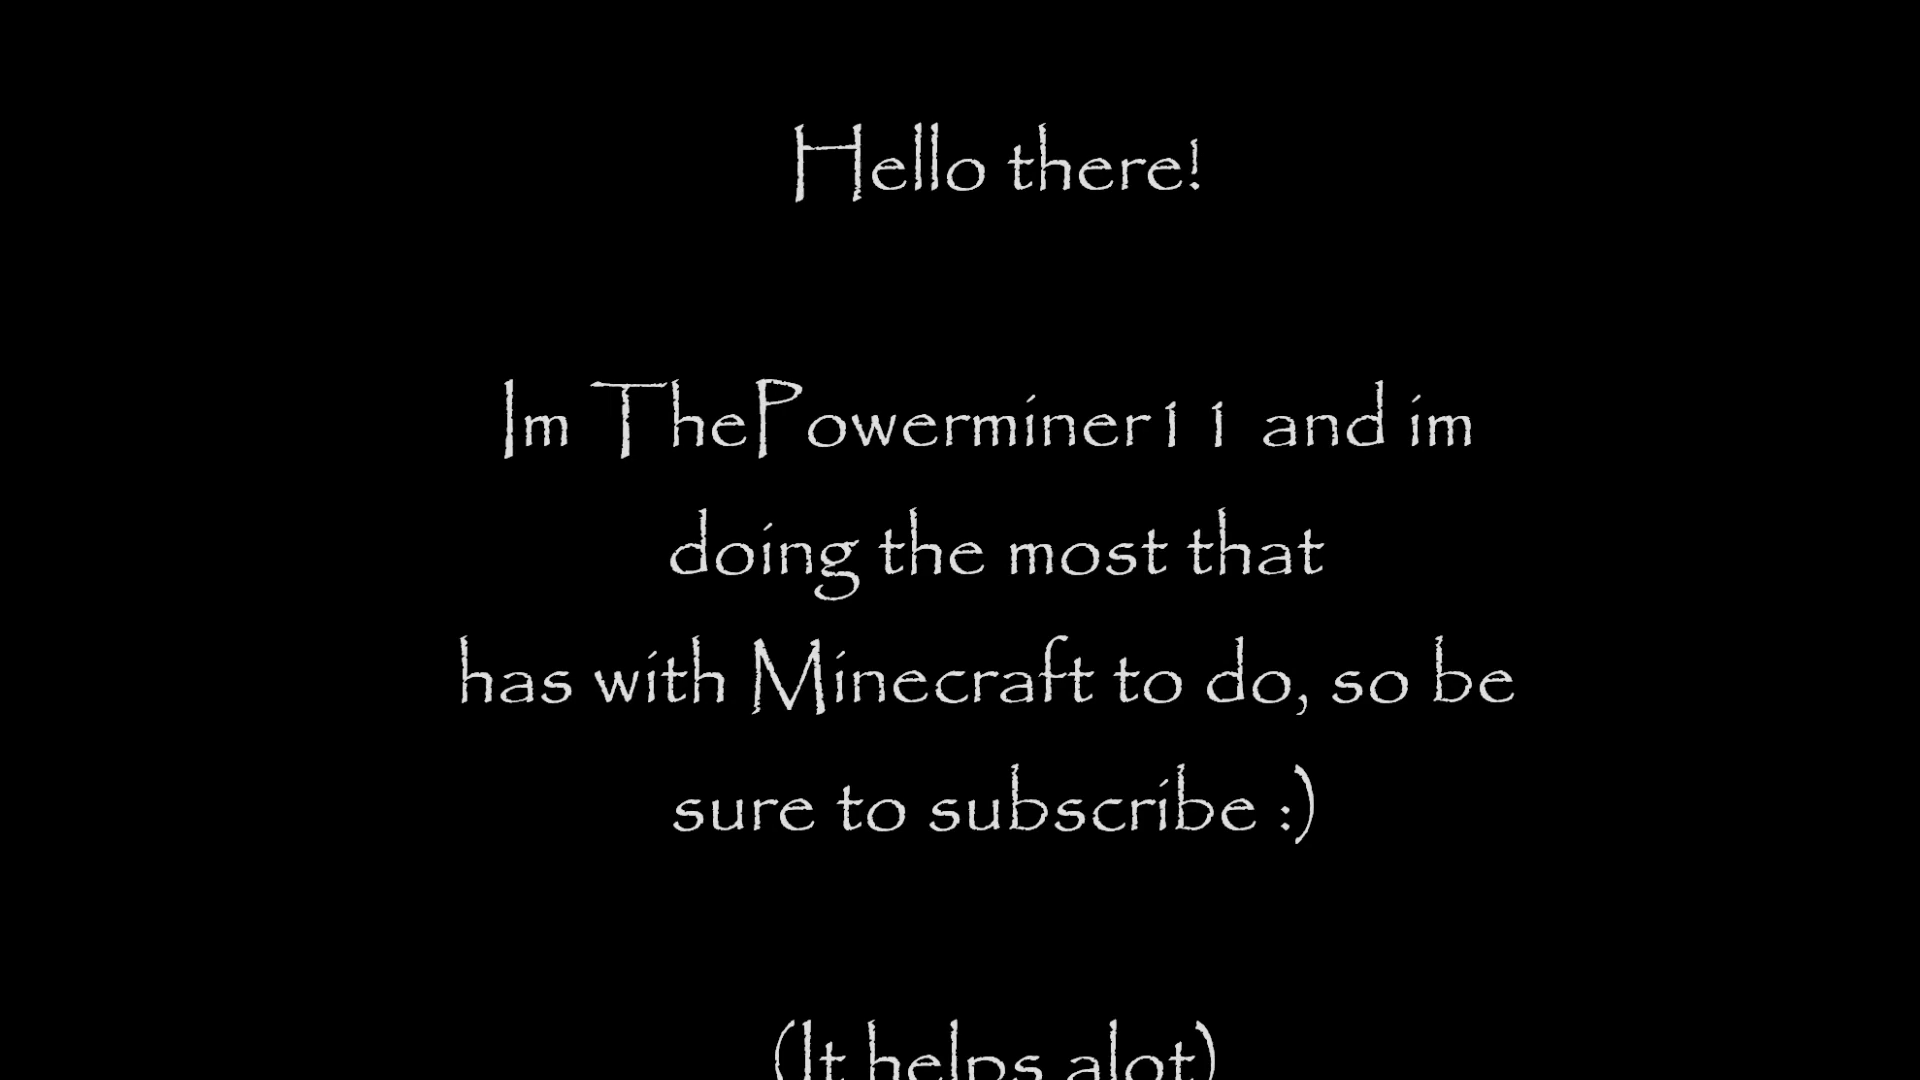 Hello there!
Im ThePowerminer11 and im
doing the most that
has with Minecraft to do, so be
sure to subscribe :)
(It helps alot)